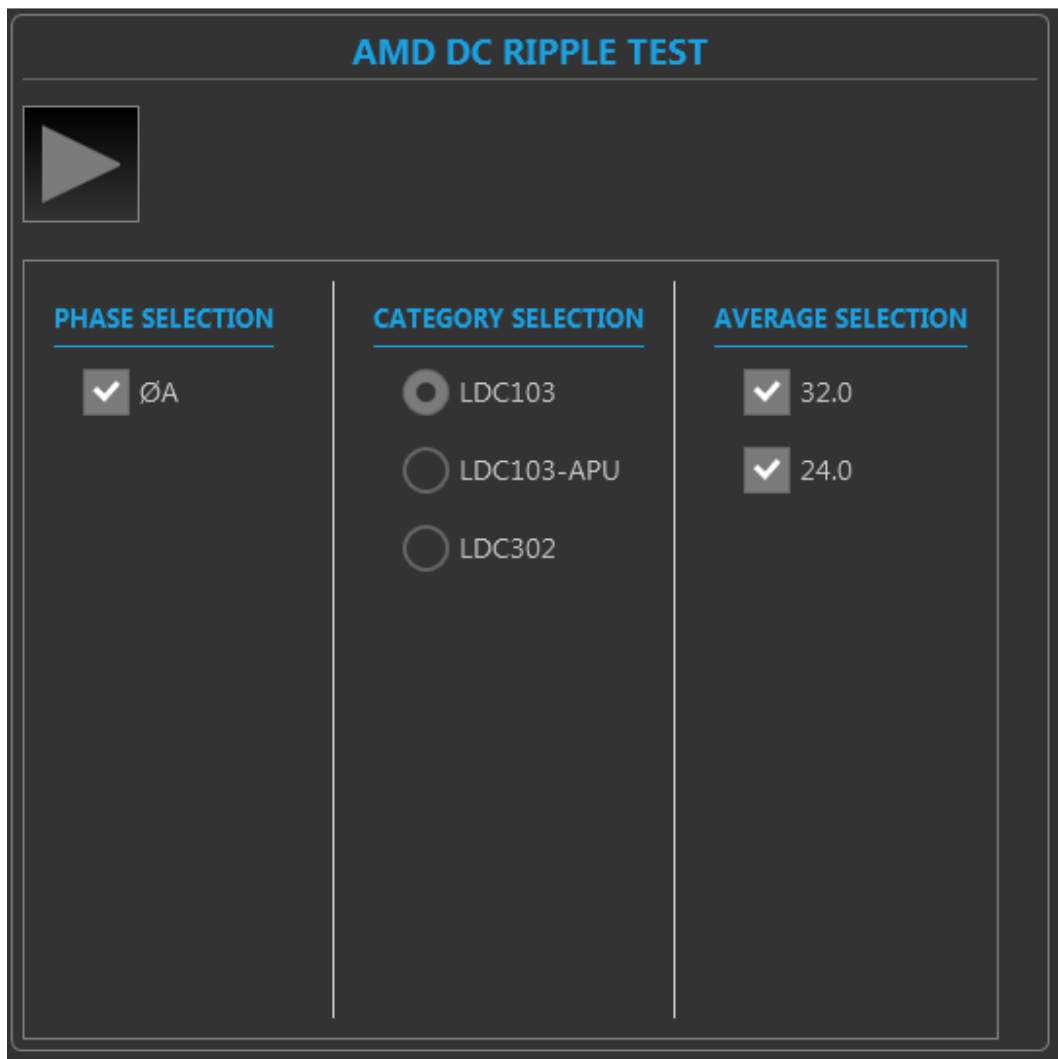 AMD DC RIPPLE TEST
PHASE SELECTION
ØA
CATEGORY SELECTION
LDC103
LDC103-APU
LDC302
AVERAGE SELECTION
32.0
24.0